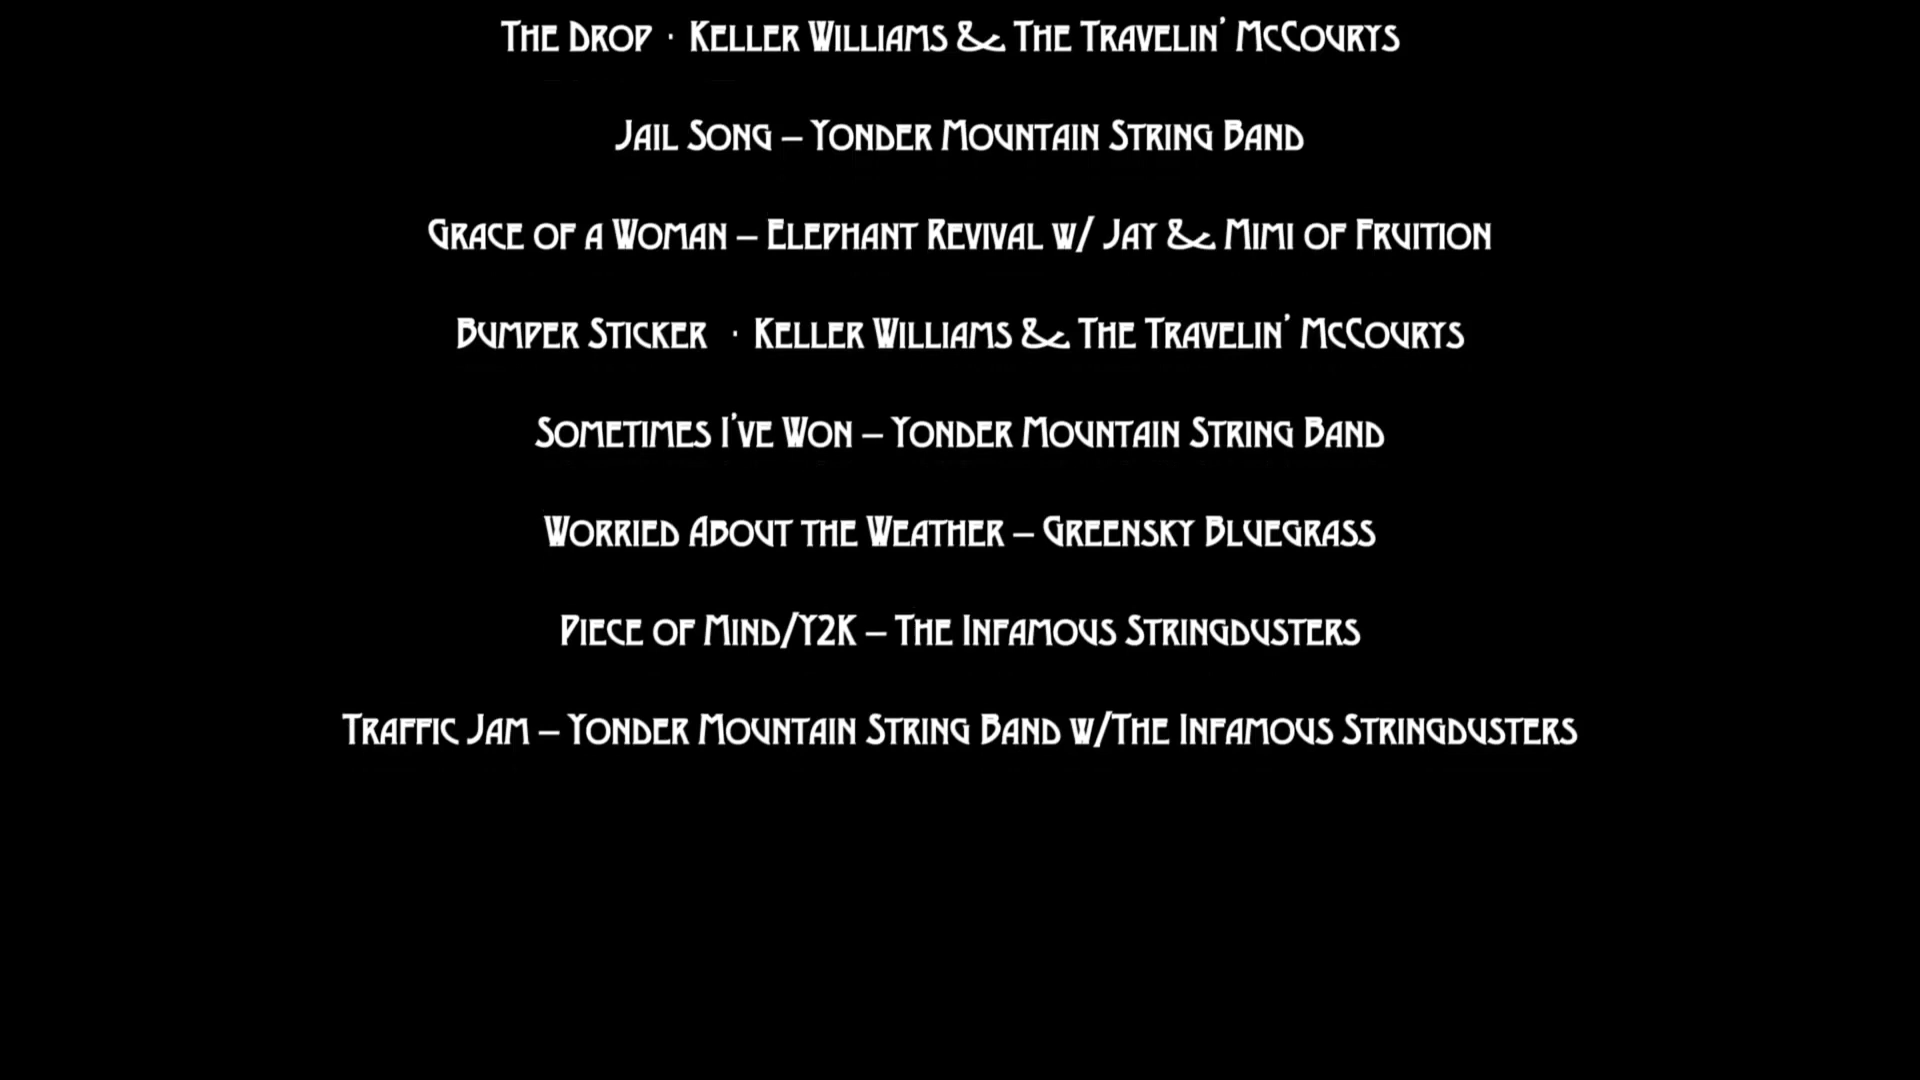 The Drop · Keller Williams & The Travelin' McCourys
Jail Song – Yonder Mountain String Band
Grace of a Woman – Elephant Revival w/ Jay & Mimi of Fruition
Bumper Sticker · Keller Williams & The Travelin' McCourys
Sometimes I've Won – Yonder Mountain String Band
Worried About the Weather – Greensky Bluegrass
Piece of Mind/Y2K – The Infamous Stringdusters
Traffic Jam – Yonder Mountain String Band w/The Infamous Stringdusters